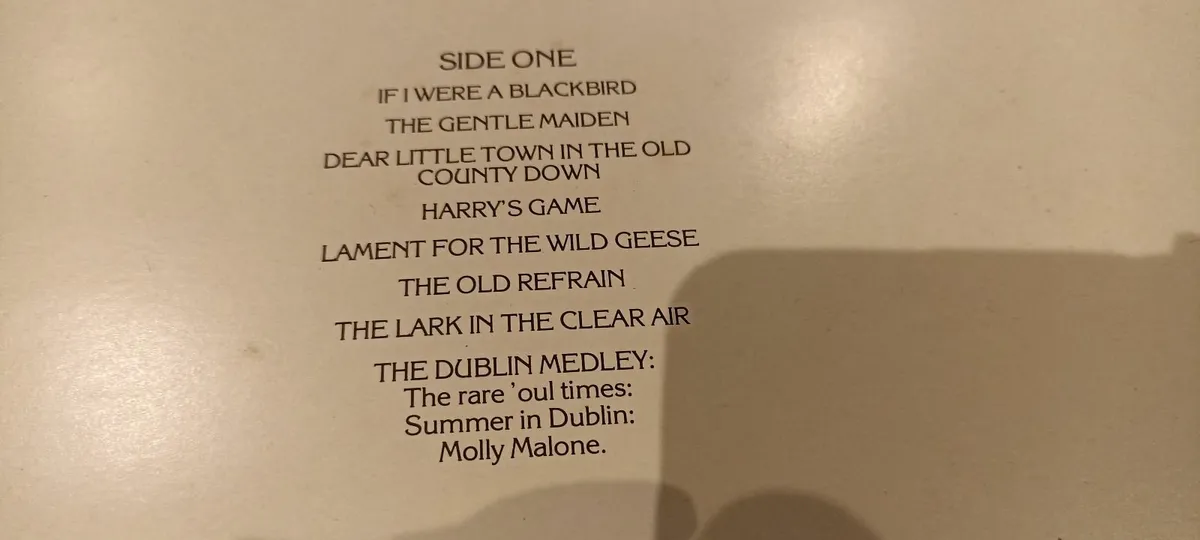 SIDE ONE
IF I WERE A BLACKBIRD
THE GENTLE MAIDEN
DEAR LITTLE TOWN IN THE OLD
COUNTY DOWN
HARRY'S GAME
LAMENT FOR THE WILD GEESE
THE OLD REFRAIN
THE LARK IN THE CLEAR AIR
THE DUBLIN MEDLEY:
The rare 'oul times:
Summer in Dublin:
Molly Malone.